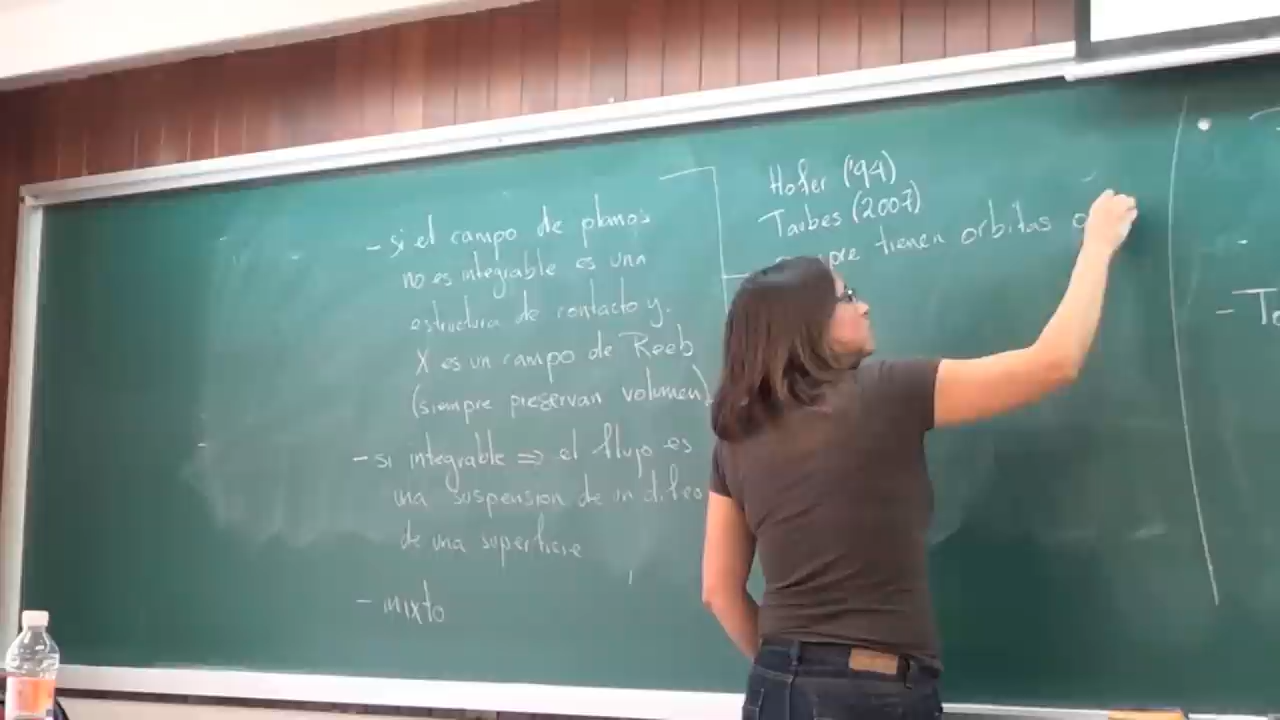 - si el campo de planos
no es integrable es una
estructura de contacto y
X es un campo de Reeb
(siempre preservan volumen)
- si integrable => el flujo es
una suspension de un difeo
de una superficie
- mixto
Hofer ('94)
Taubes (2007)
tienen orbitas
- To